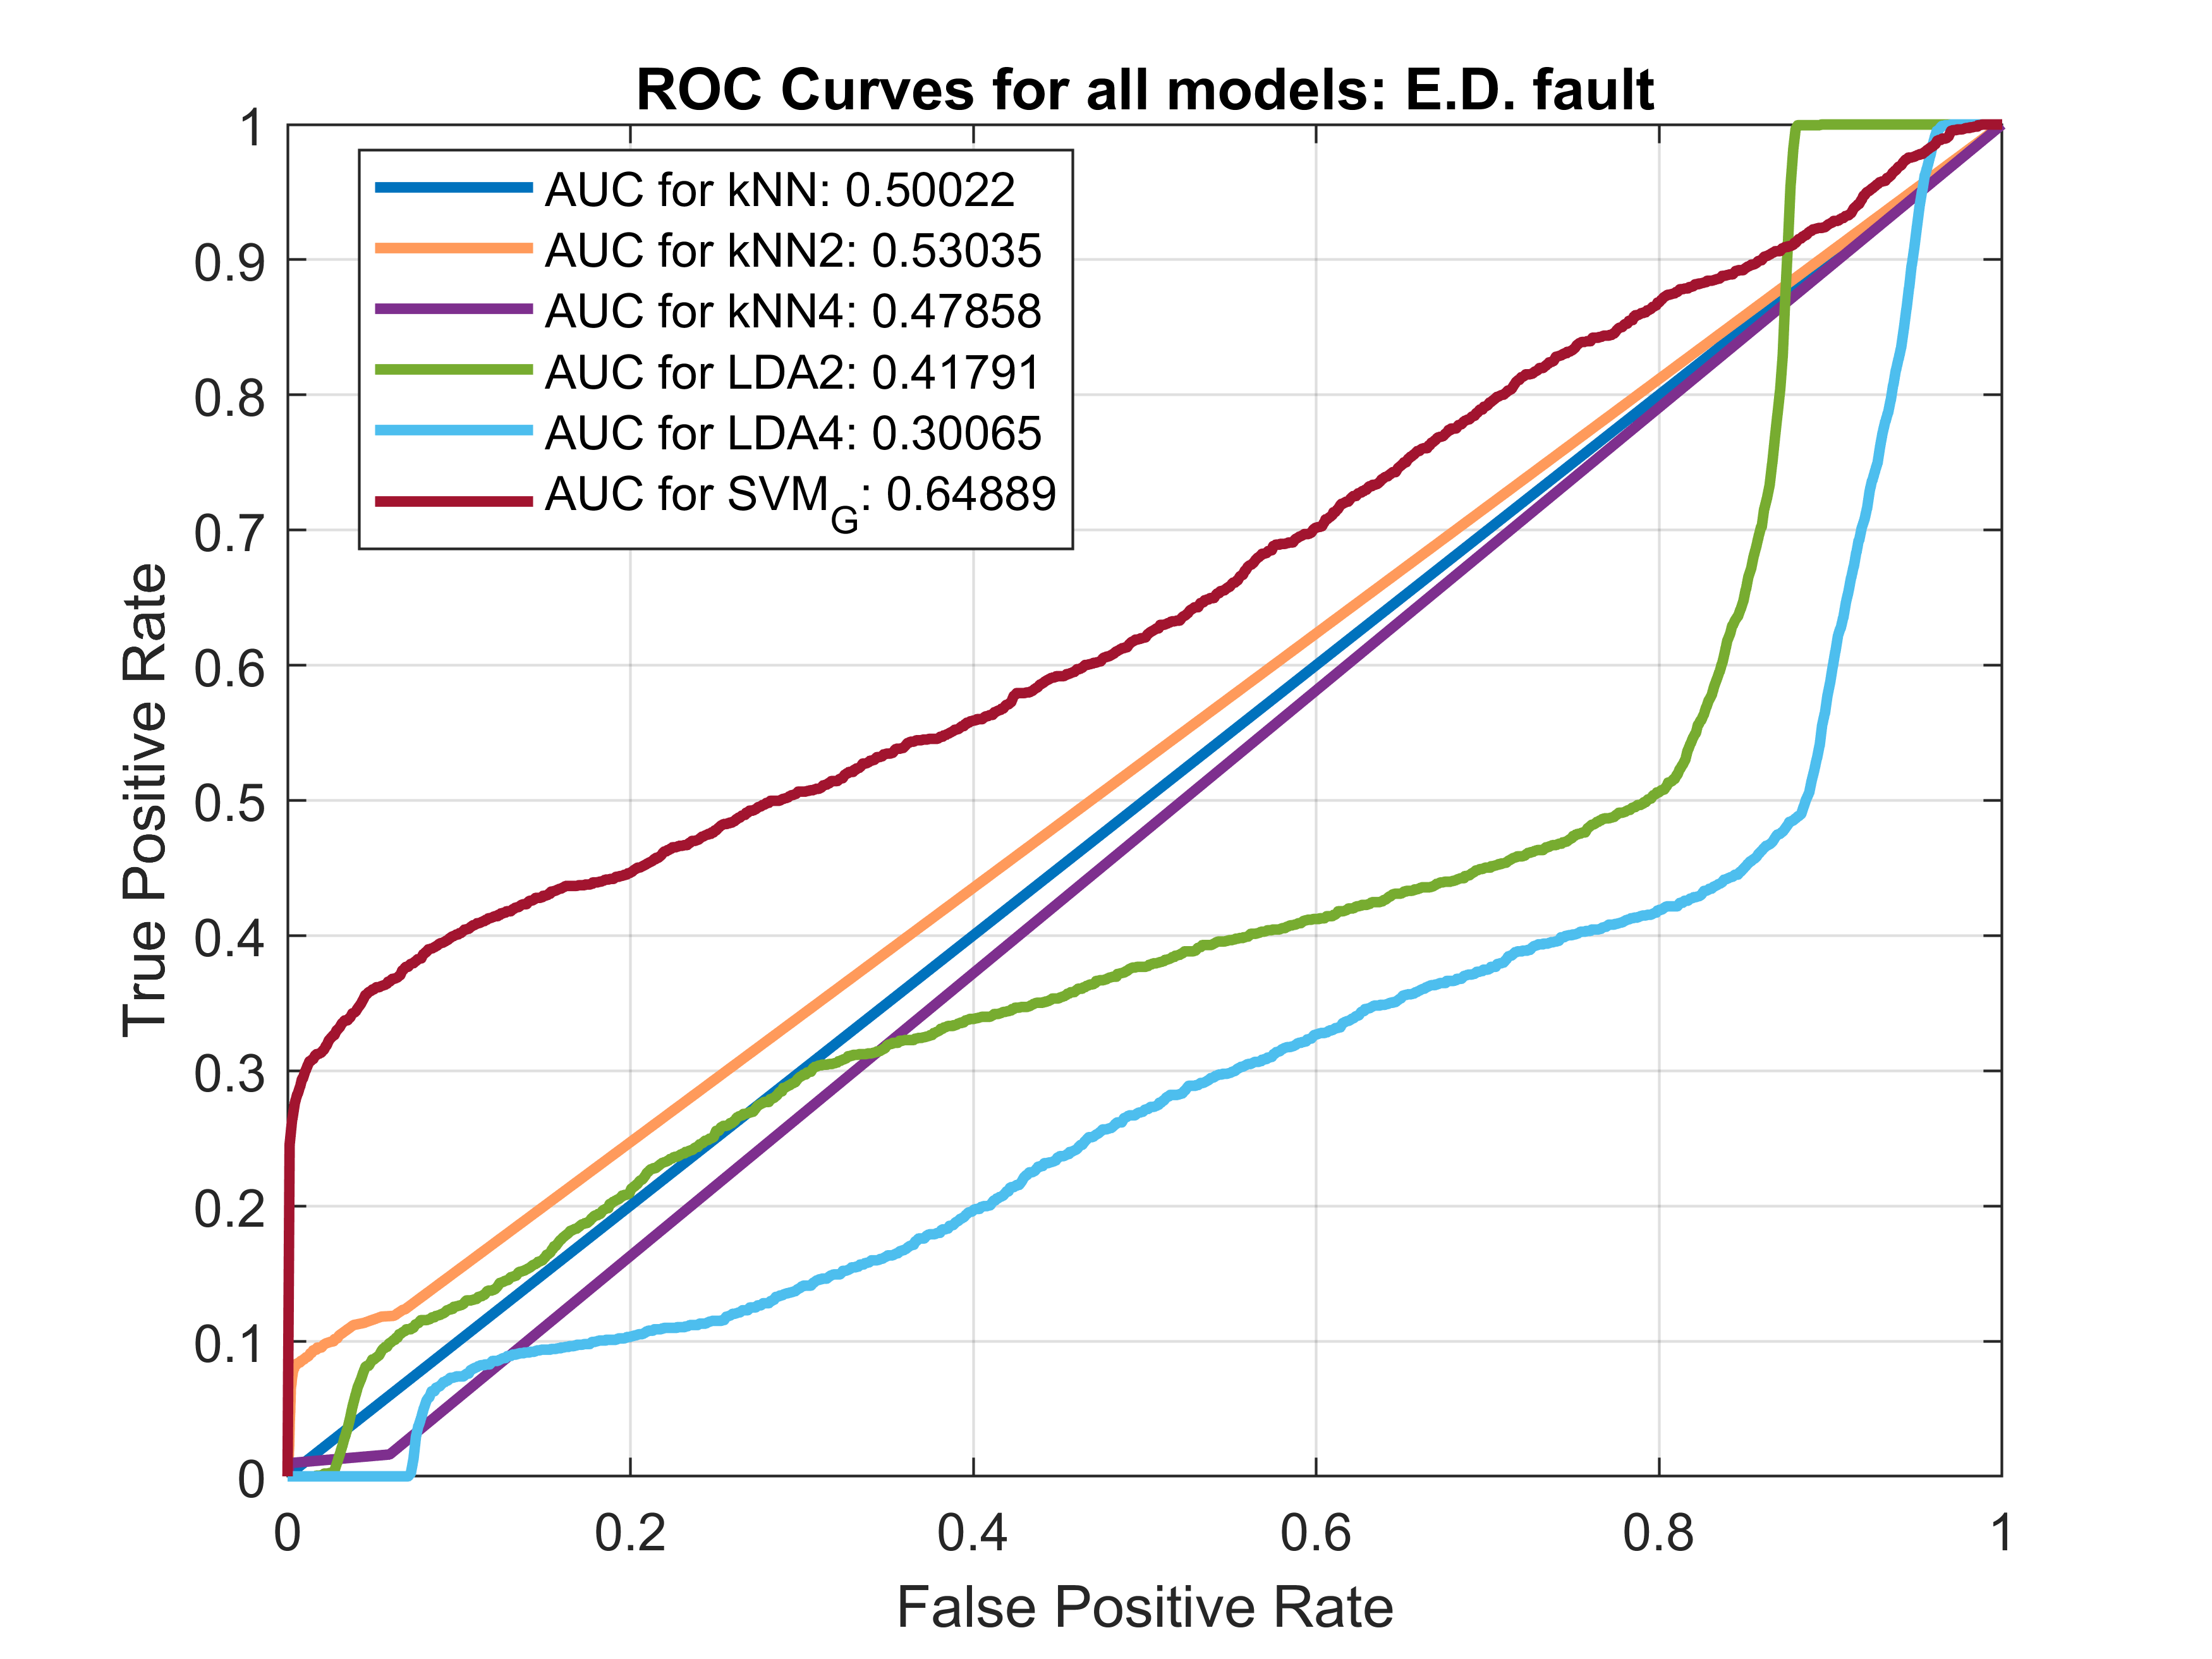 ROC Curves for all models: E.D. fault
1
0.9
0.8
0.7
0.6
0.5
0.4
0.3
0.2
0.1
0
True Positive Rate
AUC for kNN: 0.50022
AUC for kNN2: 0.53035
AUC for kNN4: 0.47858
AUC for LDA2: 0.41791
AUC for LDA4: 0.30065
AUC for SVM_G: 0.64889
0
0.2
0.4
0.6
0.8
1
False Positive Rate